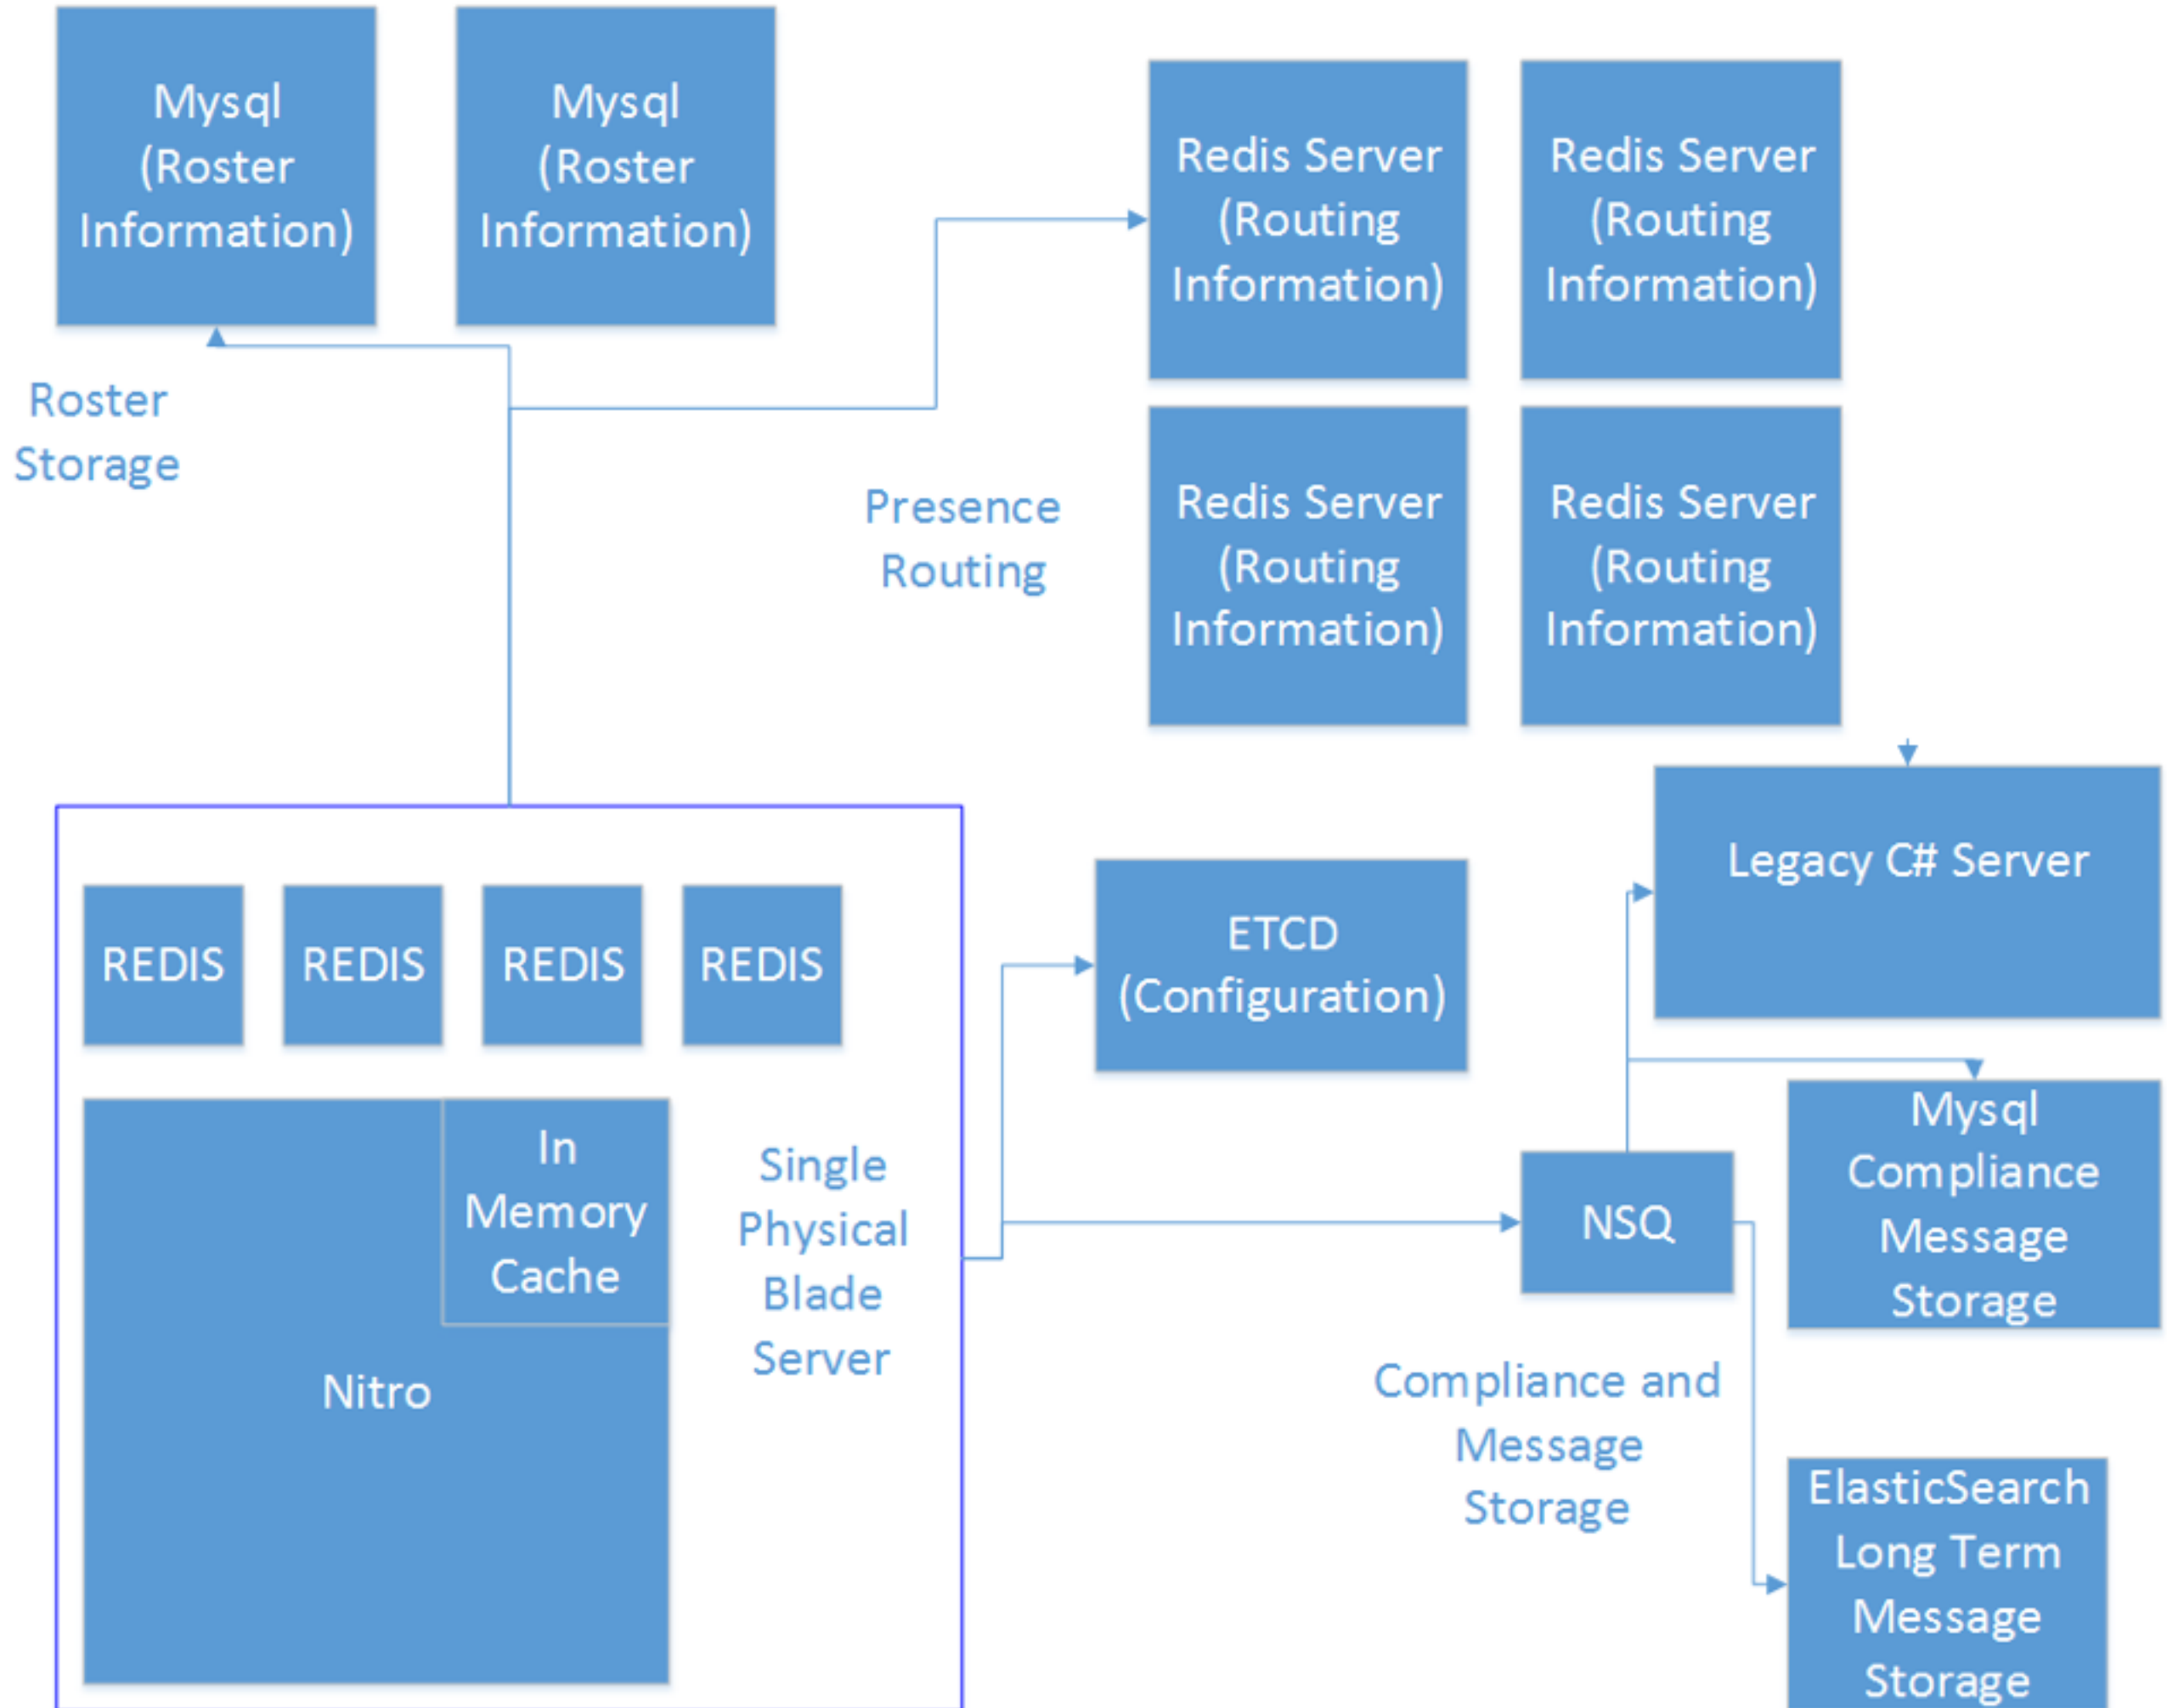 Mysql
(Roster
Information)
Mysql
(Roster
Information)
Redis Server
(Routing
Information)
Redis Server
(Routing
Information)
Roster
Storage
Presence
Routing
Redis Server
(Routing
Information)
Redis Server
(Routing
Information)
Legacy C# Server
REDIS
REDIS
REDIS
REDIS
ETCD
(Configuration)
In
Memory
Cache
Nitro
Single
Physical
Blade
Server
NSQ
Mysql
Compliance
Message
Storage
Compliance and
Message
Storage
ElasticSearch
Long Term
Message
Storage